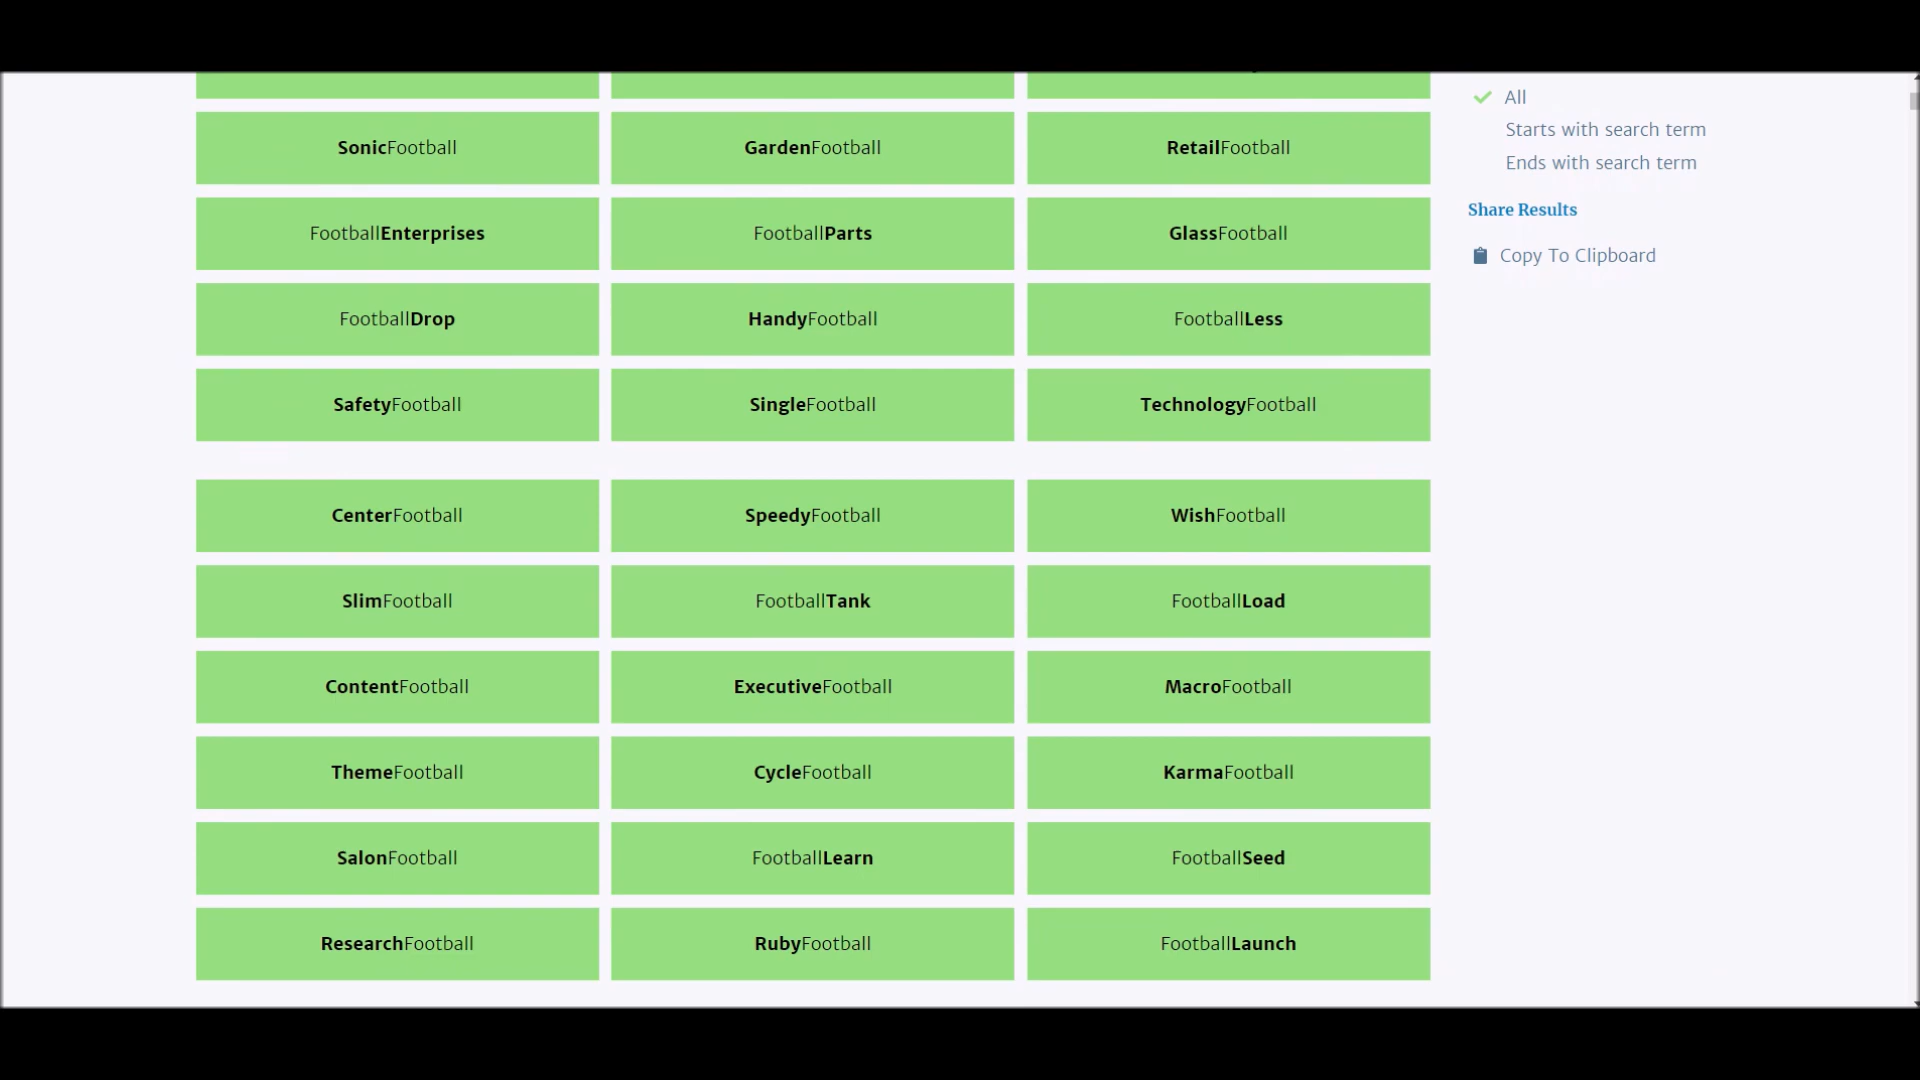 SonicFootball
GardenFootball
RetailFootball
FootballEnterprises
FootballParts
GlassFootball
FootballDrop
HandyFootball
FootballLess
SafetyFootball
SingleFootball
TechnologyFootball
CenterFootball
SpeedyFootball
WishFootball
SlimFootball
FootballTank
FootballLoad
ContentFootball
ExecutiveFootball
MacroFootball
ThemeFootball
CycleFootball
KarmaFootball
SalonFootball
FootballLearn
FootballSeed
ResearchFootball
RubyFootball
FootballLaunch
All
Starts with search term
Ends with search term
Share Results
Copy To Clipboard